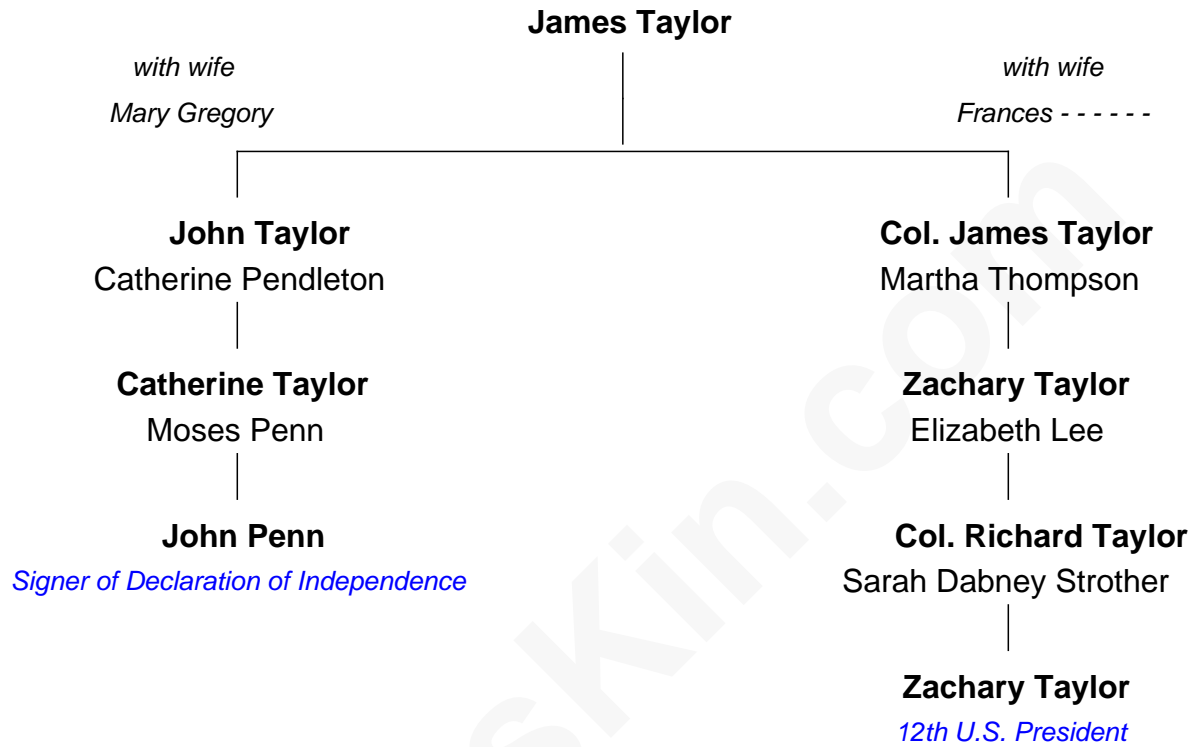 James Taylor
with wife
Mary Gregory
with wife
Frances - - - - - -
John Taylor
Catherine Pendleton
Col. James Taylor
Martha Thompson
Catherine Taylor
Moses Penn
Zachary Taylor
Elizabeth Lee
John Penn
Signer of Declaration of Independence
Col. Richard Taylor
Sarah Dabney Strother
Zachary Taylor
12th U.S. President
sKin.com